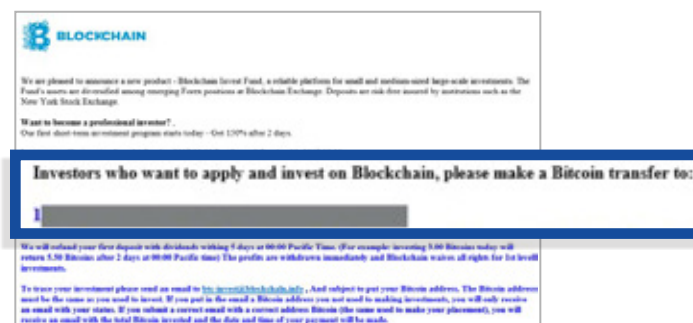 BLOCKCHAIN
We are pleased to announce a new product - Blockchain Invest Fund, a reliable platform for small and medium-sized large-scale investments. The
Fund's assets are diversified among emerging Forex positions at Blockchain Exchange. Deposits are risk-free insured by institutions such as the
New York Stock Exchange.
Want to become a professional investor? .
Our first short-term investment program starts today - Get 150% after 2 days.
Investors who want to apply and invest on Blockchain, please make a Bitcoin transfer to:
1
We will refund your first deposit with dividends withing 5 days at 00:00 Pacific Time. (For example: investing 3.00 Bitcoins today will
return 5.50 Bitcoins after 2 days at 00:00 Pacific time) The profits are withdrawn immediately and Blockchain waives all rights for 1st level
investments.
To trace your investment please send an email to btc-invest@blockchain.info , And subject to put your Bitcoin address. The Bitcoin address
must be the same as you used to invest. If you put in the email a Bitcoin address you not used to making investments, you will only receive
an email with your status. If you submit a correct email with a correct address Bitcoin (the same used to make your placement), you will
receive an email with the total Bitcoin invested and the date and time of your payment will be made.